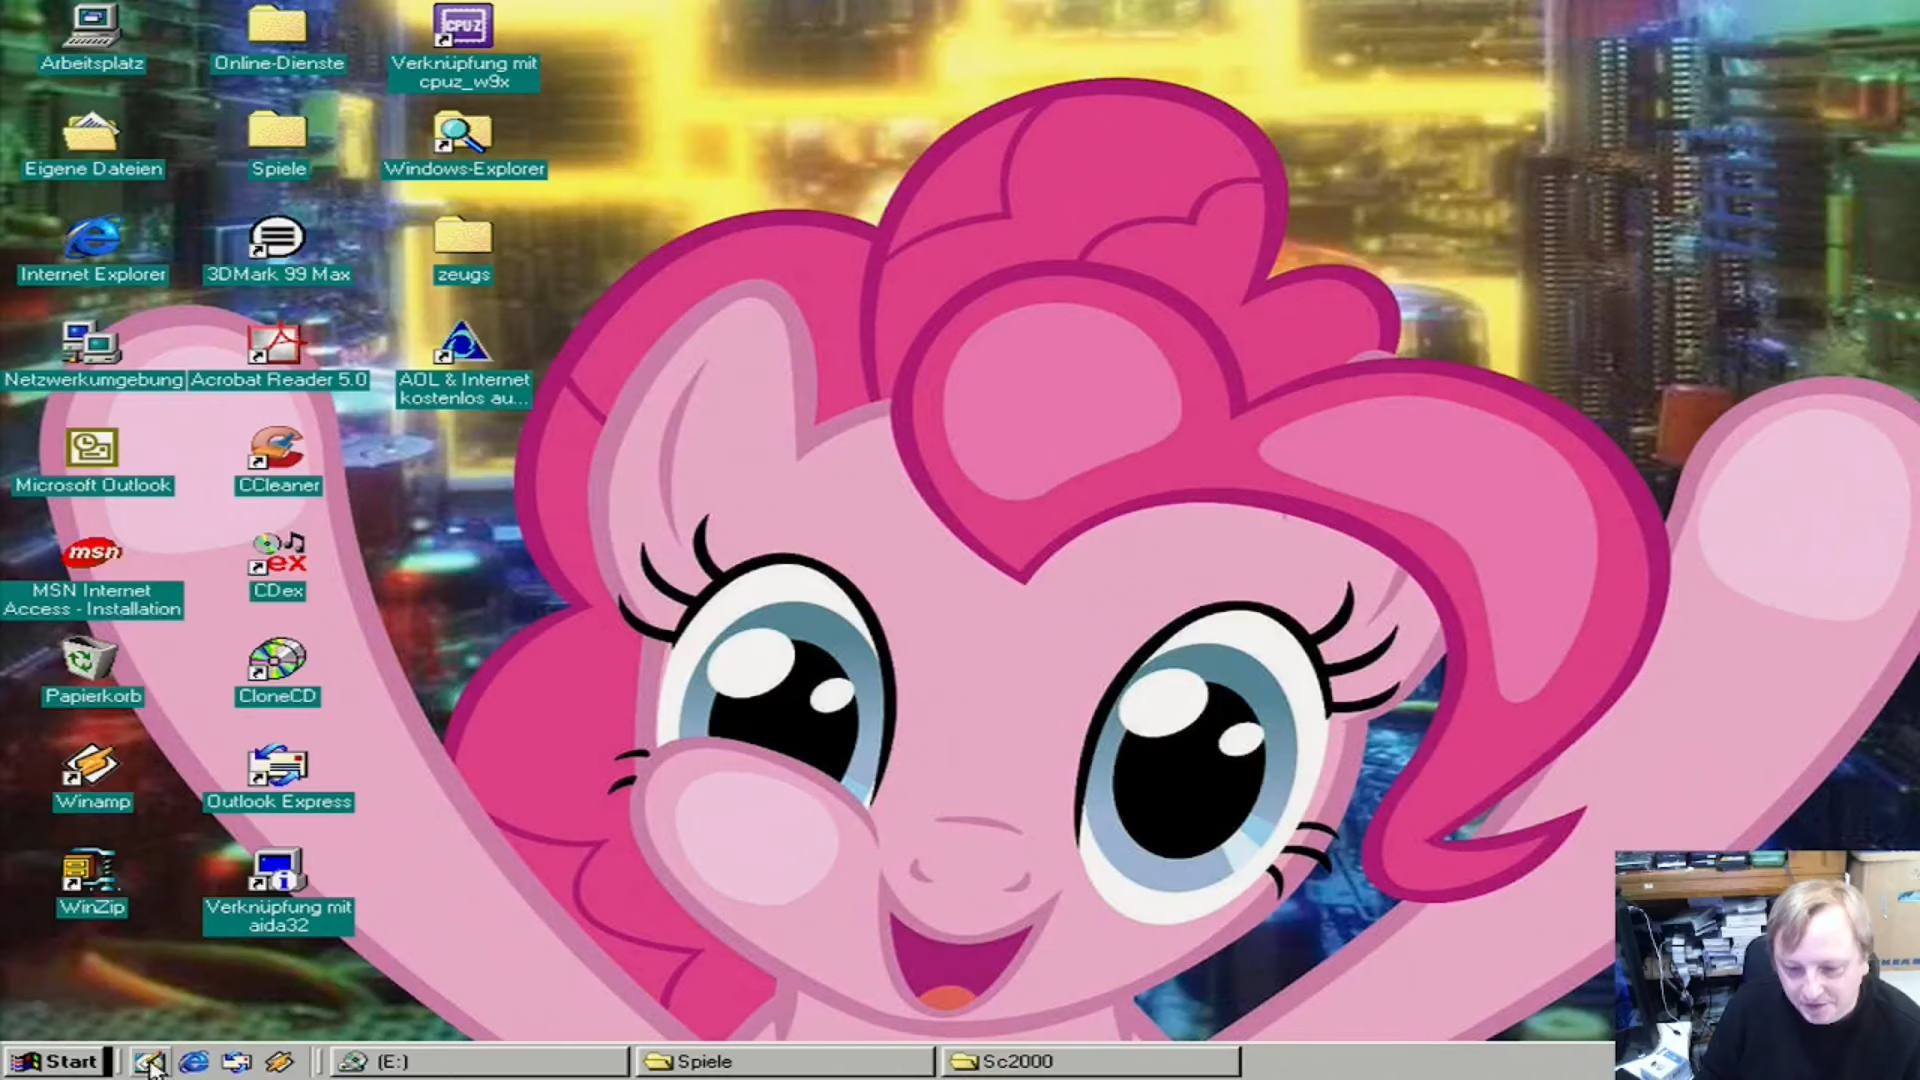 Arbeitsplatz
Online-Dienste
CPU-Z
Verknüpfung mit
cpuz_w9x
Eigene Dateien
Spiele
Windows-Explorer
Internet Explorer
3DMark 99 Max
zeugs
Netzwerkumgebung
Acrobat Reader 5.0
AOL & Internet
kostenlos au...
Microsoft Outlook
CCleaner
msn
MSN Internet
Access - Installation
ex
CDex
Papierkorb
CloneCD
Winamp
Outlook Express
WinZip
Verknüpfung mit
aida32
Start
(E:)
Spiele
Sc2000